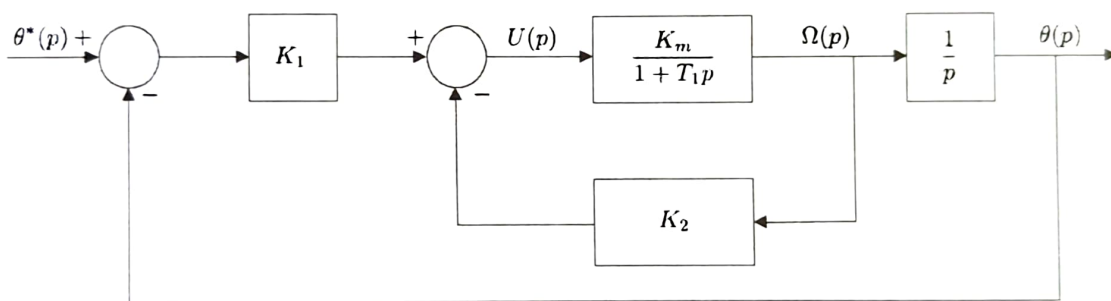 θ*(p) + K₁ + U(p) K_m / (1 + T₁p) Ω(p) 1/p θ(p)
− −
K₂